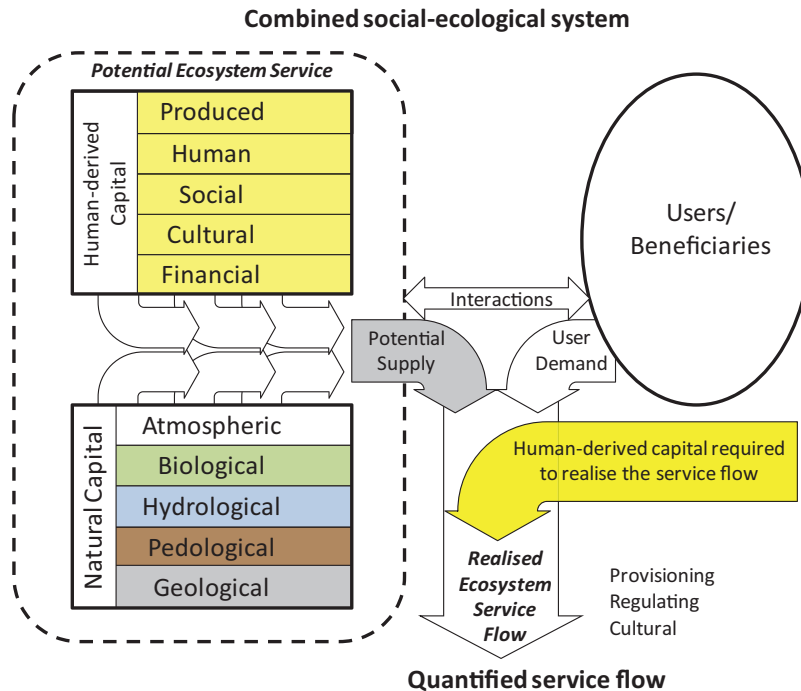 Combined social-ecological system
Potential Ecosystem Service
Human-derived
Capital
Produced
Human
Social
Cultural
Financial
Natural Capital
Atmospheric
Biological
Hydrological
Pedological
Geological
Interactions
Users/
Beneficiaries
Potential
Supply
User
Demand
Human-derived capital required
to realise the service flow
Realised
Ecosystem
Service
Flow
Provisioning
Regulating
Cultural
Quantified service flow